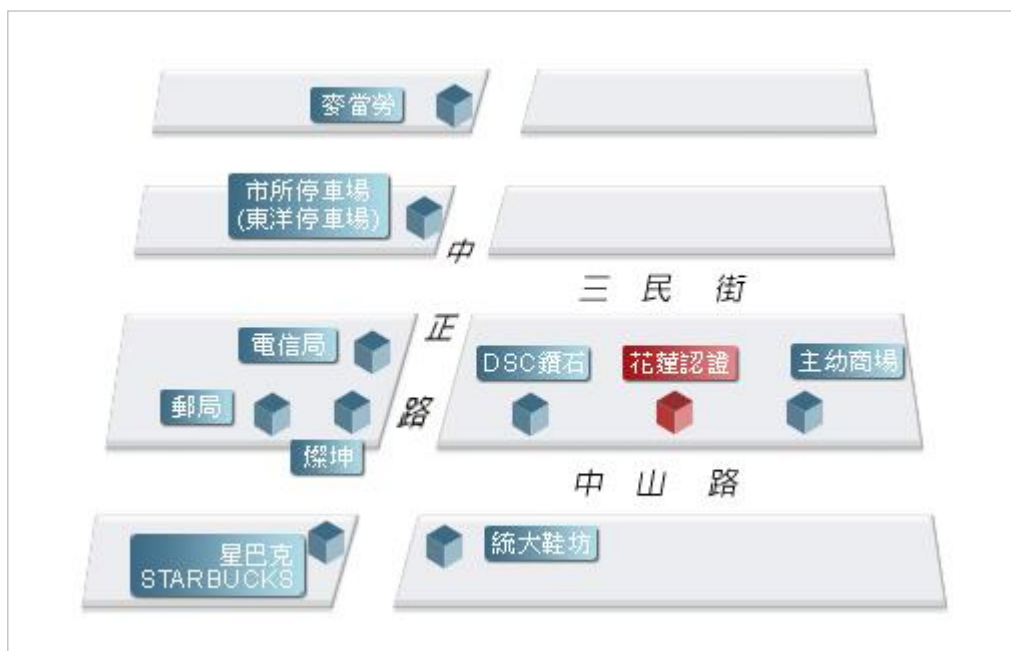 麥當勞
市所停車場
(東洋停車場)
中正路
三民街
電信局
DSC鑽石
花蓮認證
主幼商場
郵局
燦坤
中山路
星巴克
STARBUCKS
統大鞋坊